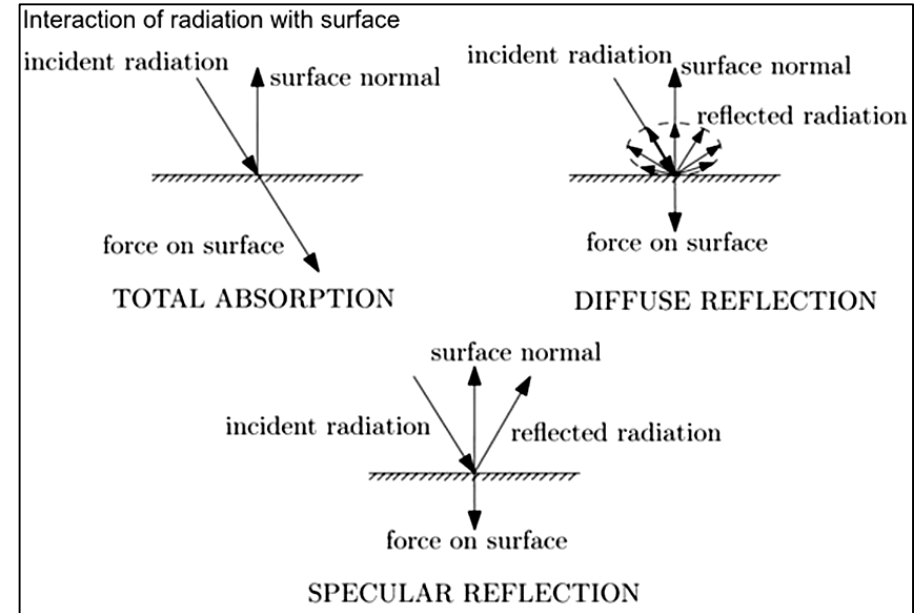 Interaction of radiation with surface
incident radiation
surface normal
force on surface
TOTAL ABSORPTION
incident radiation
surface normal
reflected radiation
force on surface
DIFFUSE REFLECTION
surface normal
incident radiation
reflected radiation
force on surface
SPECULAR REFLECTION